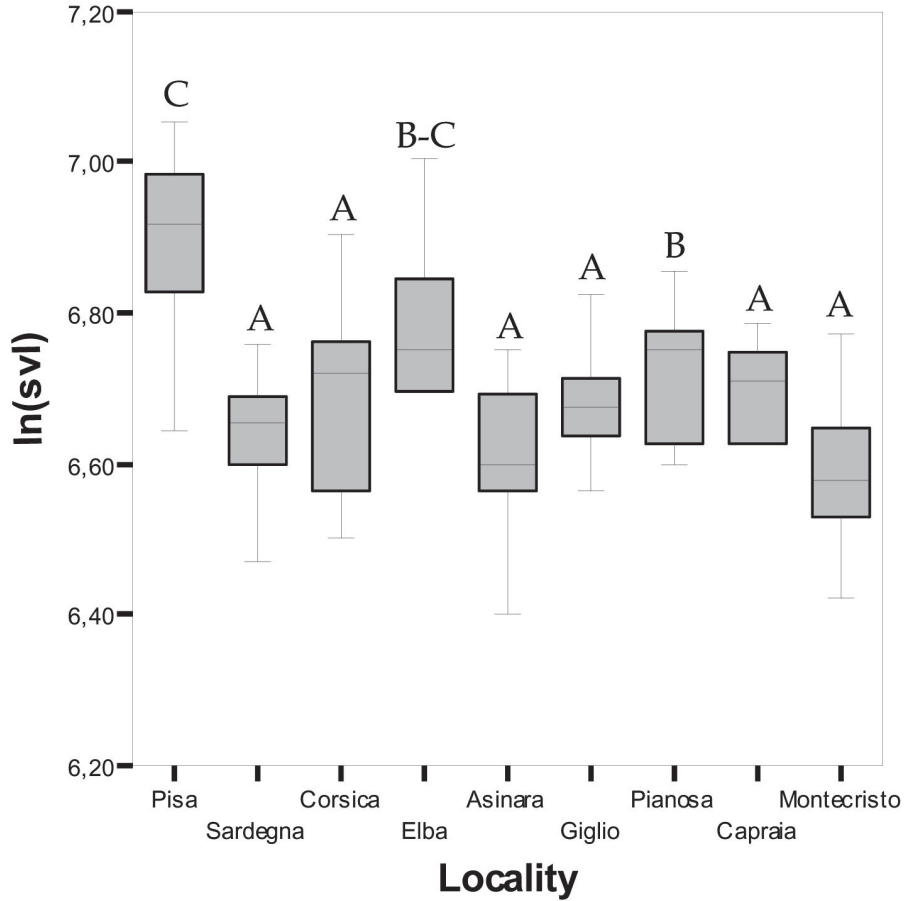 7,20
7,00
6,80
6,60
6,40
6,20
ln(svl)
C
A
A
B-C
A
A
B
A
A
Pisa
Sardegna
Corsica
Elba
Asinara
Giglio
Pianosa
Capraia
Montecristo
Locality